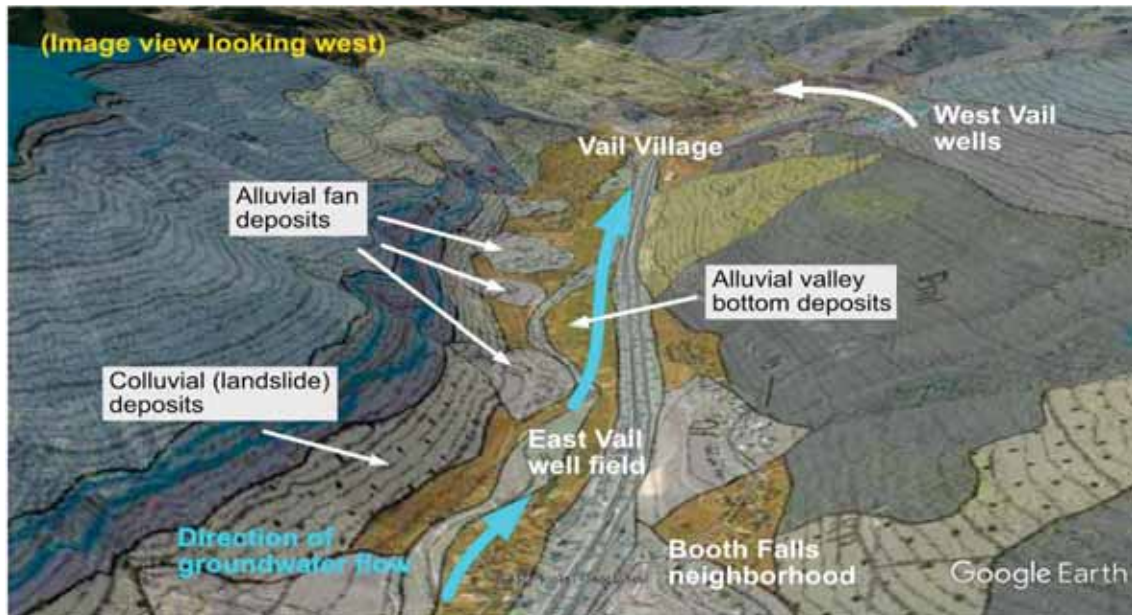 (Image view looking west)
West Vail
wells
Vail Village
Alluvial fan
deposits
Alluvial valley
bottom deposits
Colluvial (landslide)
deposits
East Vail
well field
Direction of
groundwater flow
Booth Falls
neighborhood
Google Earth